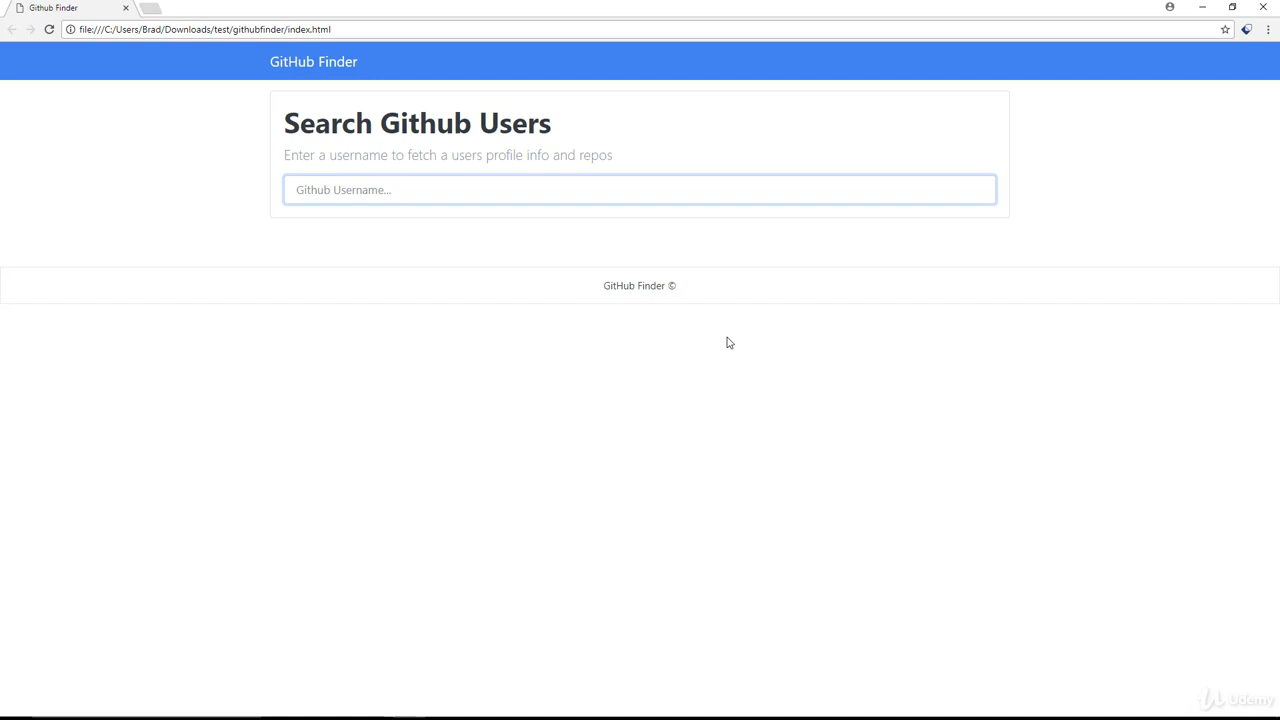 Github Finder
file:///C:/Users/Brad/Downloads/test/githubfinder/index.html
GitHub Finder
Search Github Users
Enter a username to fetch a users profile info and repos
Github Username...
GitHub Finder ©
Udemy